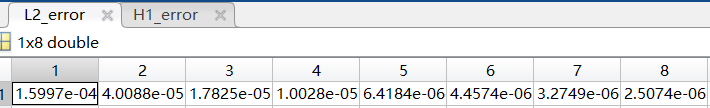 L2_error H1_error
1x8 double
1 2 3 4 5 6 7 8
1 1.5997e-04 4.0088e-05 1.7825e-05 1.0028e-05 6.4184e-06 4.4574e-06 3.2749e-06 2.5074e-06